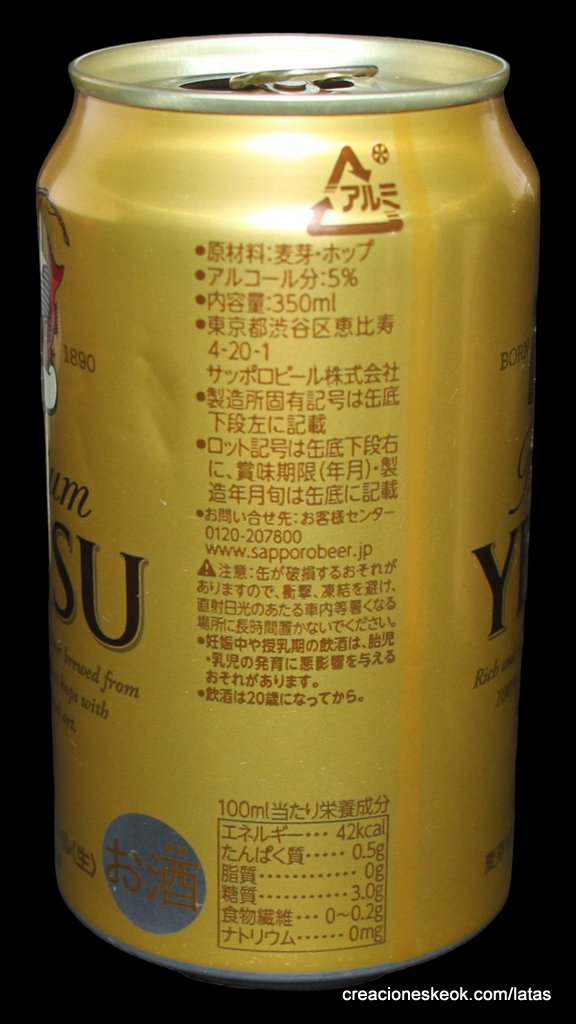 アルミ
•原材料:麦芽・ホップ
•アルコール分:5%
•内容量:350ml
•東京都渋谷区恵比寿
4-20-1
サッポロビール株式会社
•製造所固有記号は缶底
下段左に記載
•ロット記号は缶底下段右
に、賞味期限(年月)・製
造年月旬は缶底に記載
•お問い合せ先:お客様センター
0120-207800
www.sapporobeer.jp
⚠注意:缶が破損するおそれが
ありますので、衝撃、凍結を避け、
直射日光のあたる車内等暑くなる
場所に長時間置かないでください。
•妊娠中や授乳期の飲酒は、胎児
・乳児の発育に悪影響を与える
おそれがあります。
•飲酒は20歳になってから。
100ml当たり栄養成分
エネルギー… 42kcal
たんぱく質…… 0.5g
脂質………… 0g
糖質………… 3.0g
食物繊維… 0~0.2g
ナトリウム…… 0mg
お酒
(生)
1890
SU
brewed from
hops with
BORN
YE
Rich and
creacioneskeok.com/latas